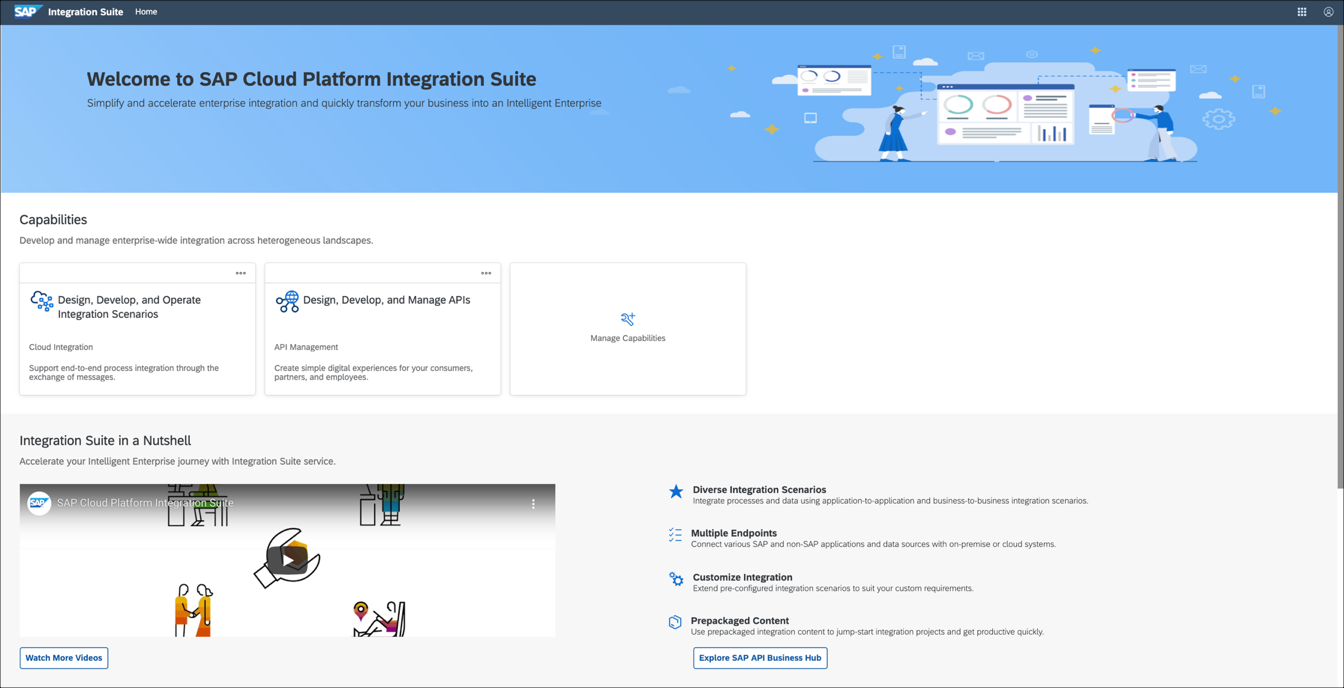 SAP Integration Suite Home
Welcome to SAP Cloud Platform Integration Suite
Simplify and accelerate enterprise integration and quickly transform your business into an Intelligent Enterprise
Capabilities
Develop and manage enterprise-wide integration across heterogeneous landscapes.
Design, Develop, and Operate
Integration Scenarios
Cloud Integration
Support end-to-end process integration through the
exchange of messages.
Design, Develop, and Manage APIs
API Management
Create simple digital experiences for your consumers,
partners, and employees.
Manage Capabilities
Integration Suite in a Nutshell
Accelerate your Intelligent Enterprise journey with Integration Suite service.
SAP SAP Cloud Platform Integration Suite
Watch More Videos
Diverse Integration Scenarios
Integrate processes and data using application-to-application and business-to-business integration scenarios.
Multiple Endpoints
Connect various SAP and non-SAP applications and data sources with on-premise or cloud systems.
Customize Integration
Extend pre-configured integration scenarios to suit your custom requirements.
Prepackaged Content
Use prepackaged integration content to jump-start integration projects and get productive quickly.
Explore SAP API Business Hub